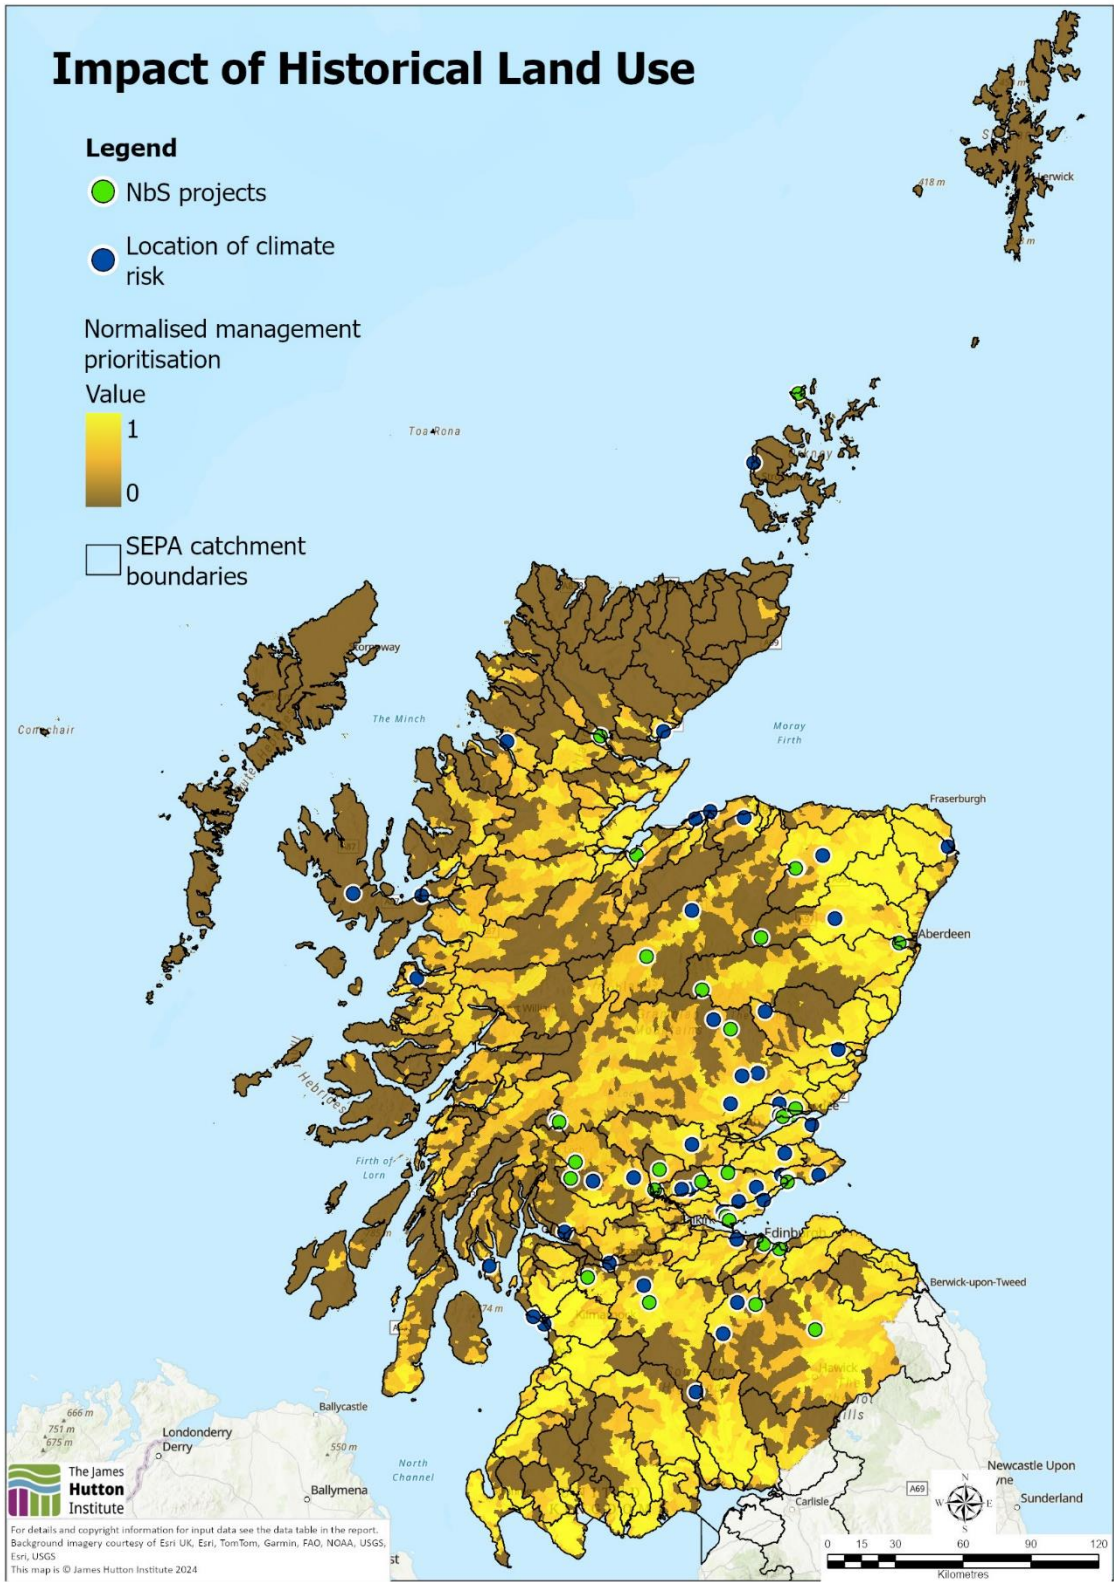 Impact of Historical Land Use
Legend
NbS projects
Location of climate
risk
Normalised management
prioritisation
Value
1
0
SEPA catchment
boundaries
418 m
Lerwick
Toa Rona
The Minch
Moray
Firth
Fraserburgh
Aberdeen
Firth of
Lorn
Edinburgh
Berwick-upon-Tweed
Hawick
74 m
666 m
751 m
675 m
Ballycastle
Londonderry
Derry
550 m
Ballymena
North
Channel
Newcastle Upon
yne
A69
Sunderland
Carlisle
N
W
E
S
0
15
30
60
90
120
Kilometres
The James
Hutton
Institute
For details and copyright information for input data see the data table in the report.
Background imagery courtesy of Esri UK, Esri, TomTom, Garmin, FAO, NOAA, USGS,
Esri, USGS
This map is © James Hutton Institute 2024